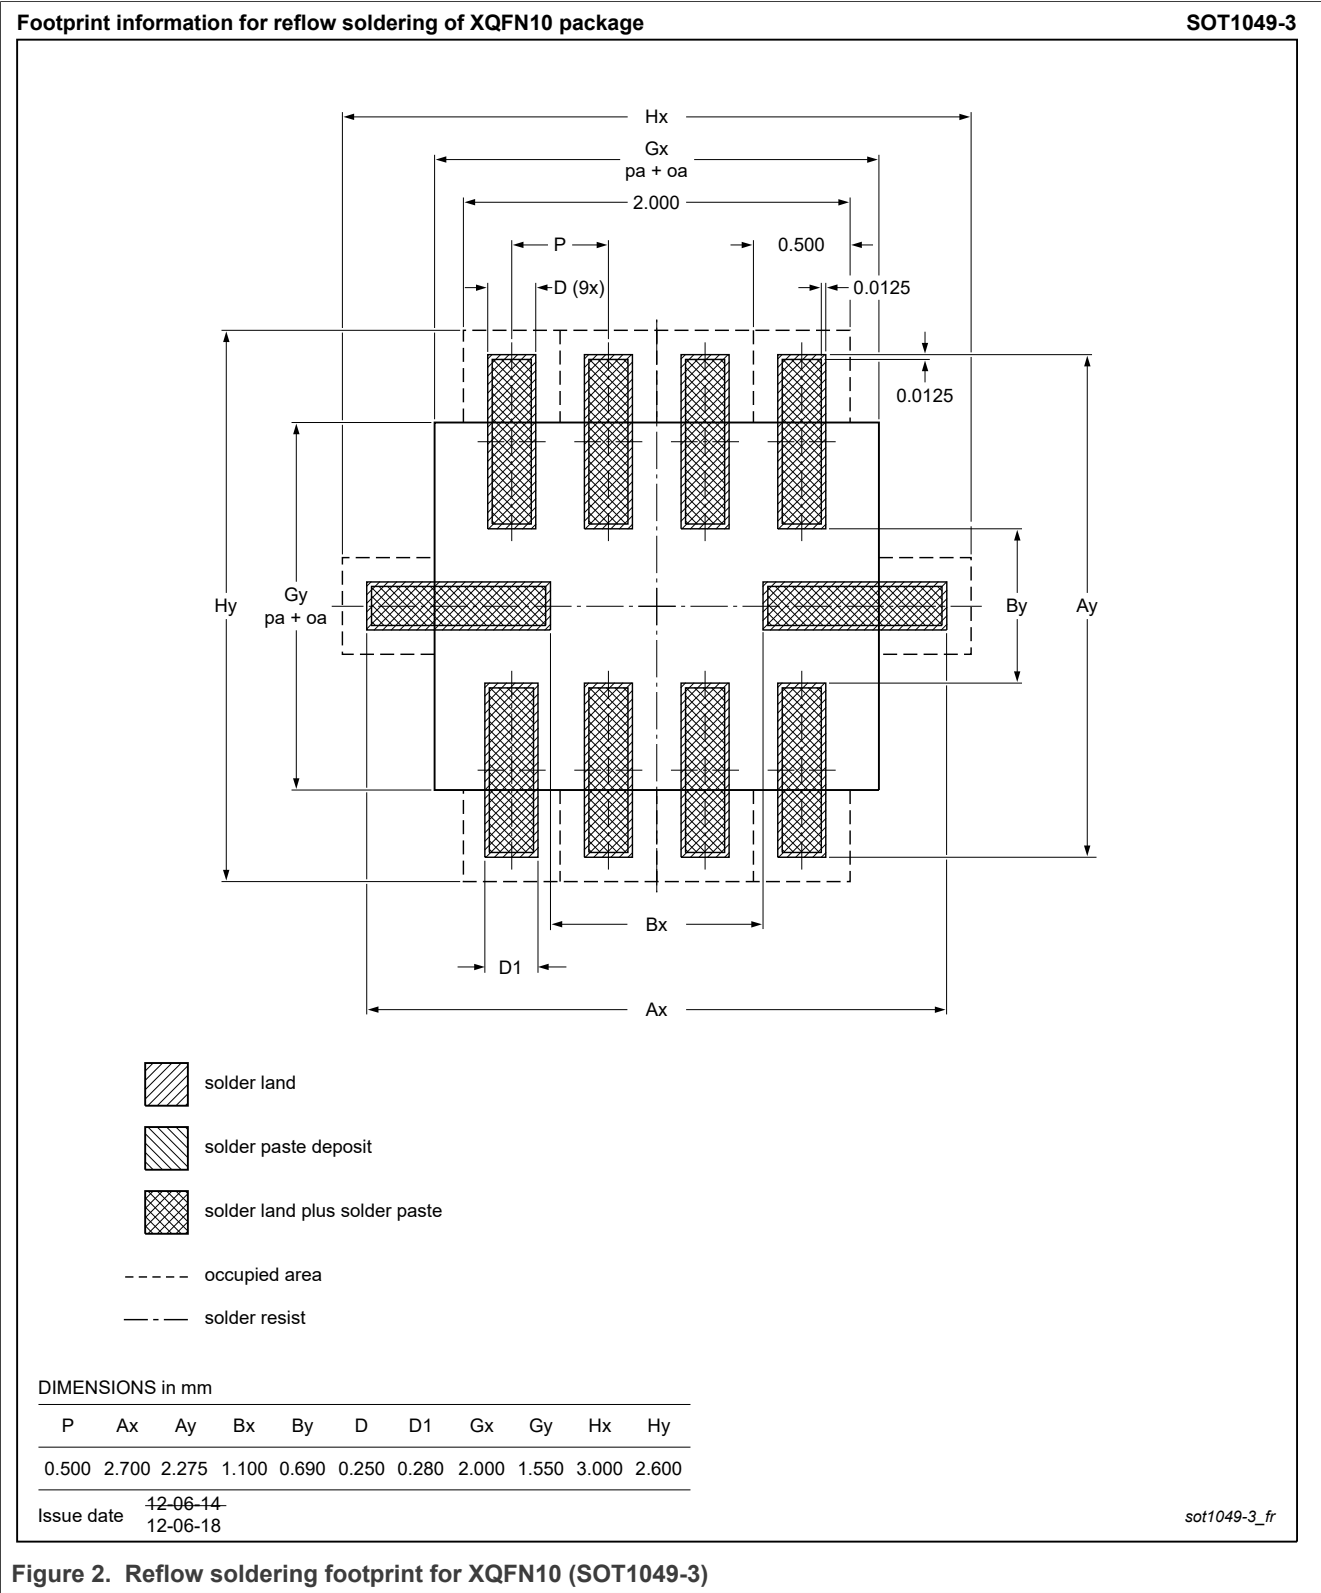 Footprint information for reflow soldering of XQFN10 package SOT1049-3
Hx
Gx
pa + oa
2.000
P
0.500
D (9x)
0.0125
0.0125
Hy
Gy
pa + oa
By
Ay
Bx
D1
Ax
solder land
solder paste deposit
solder land plus solder paste
occupied area
solder resist
DIMENSIONS in mm
P Ax Ay Bx By D D1 Gx Gy Hx Hy
0.500 2.700 2.275 1.100 0.690 0.250 0.280 2.000 1.550 3.000 2.600
Issue date 12-06-14
12-06-18
sot1049-3_fr
Figure 2. Reflow soldering footprint for XQFN10 (SOT1049-3)